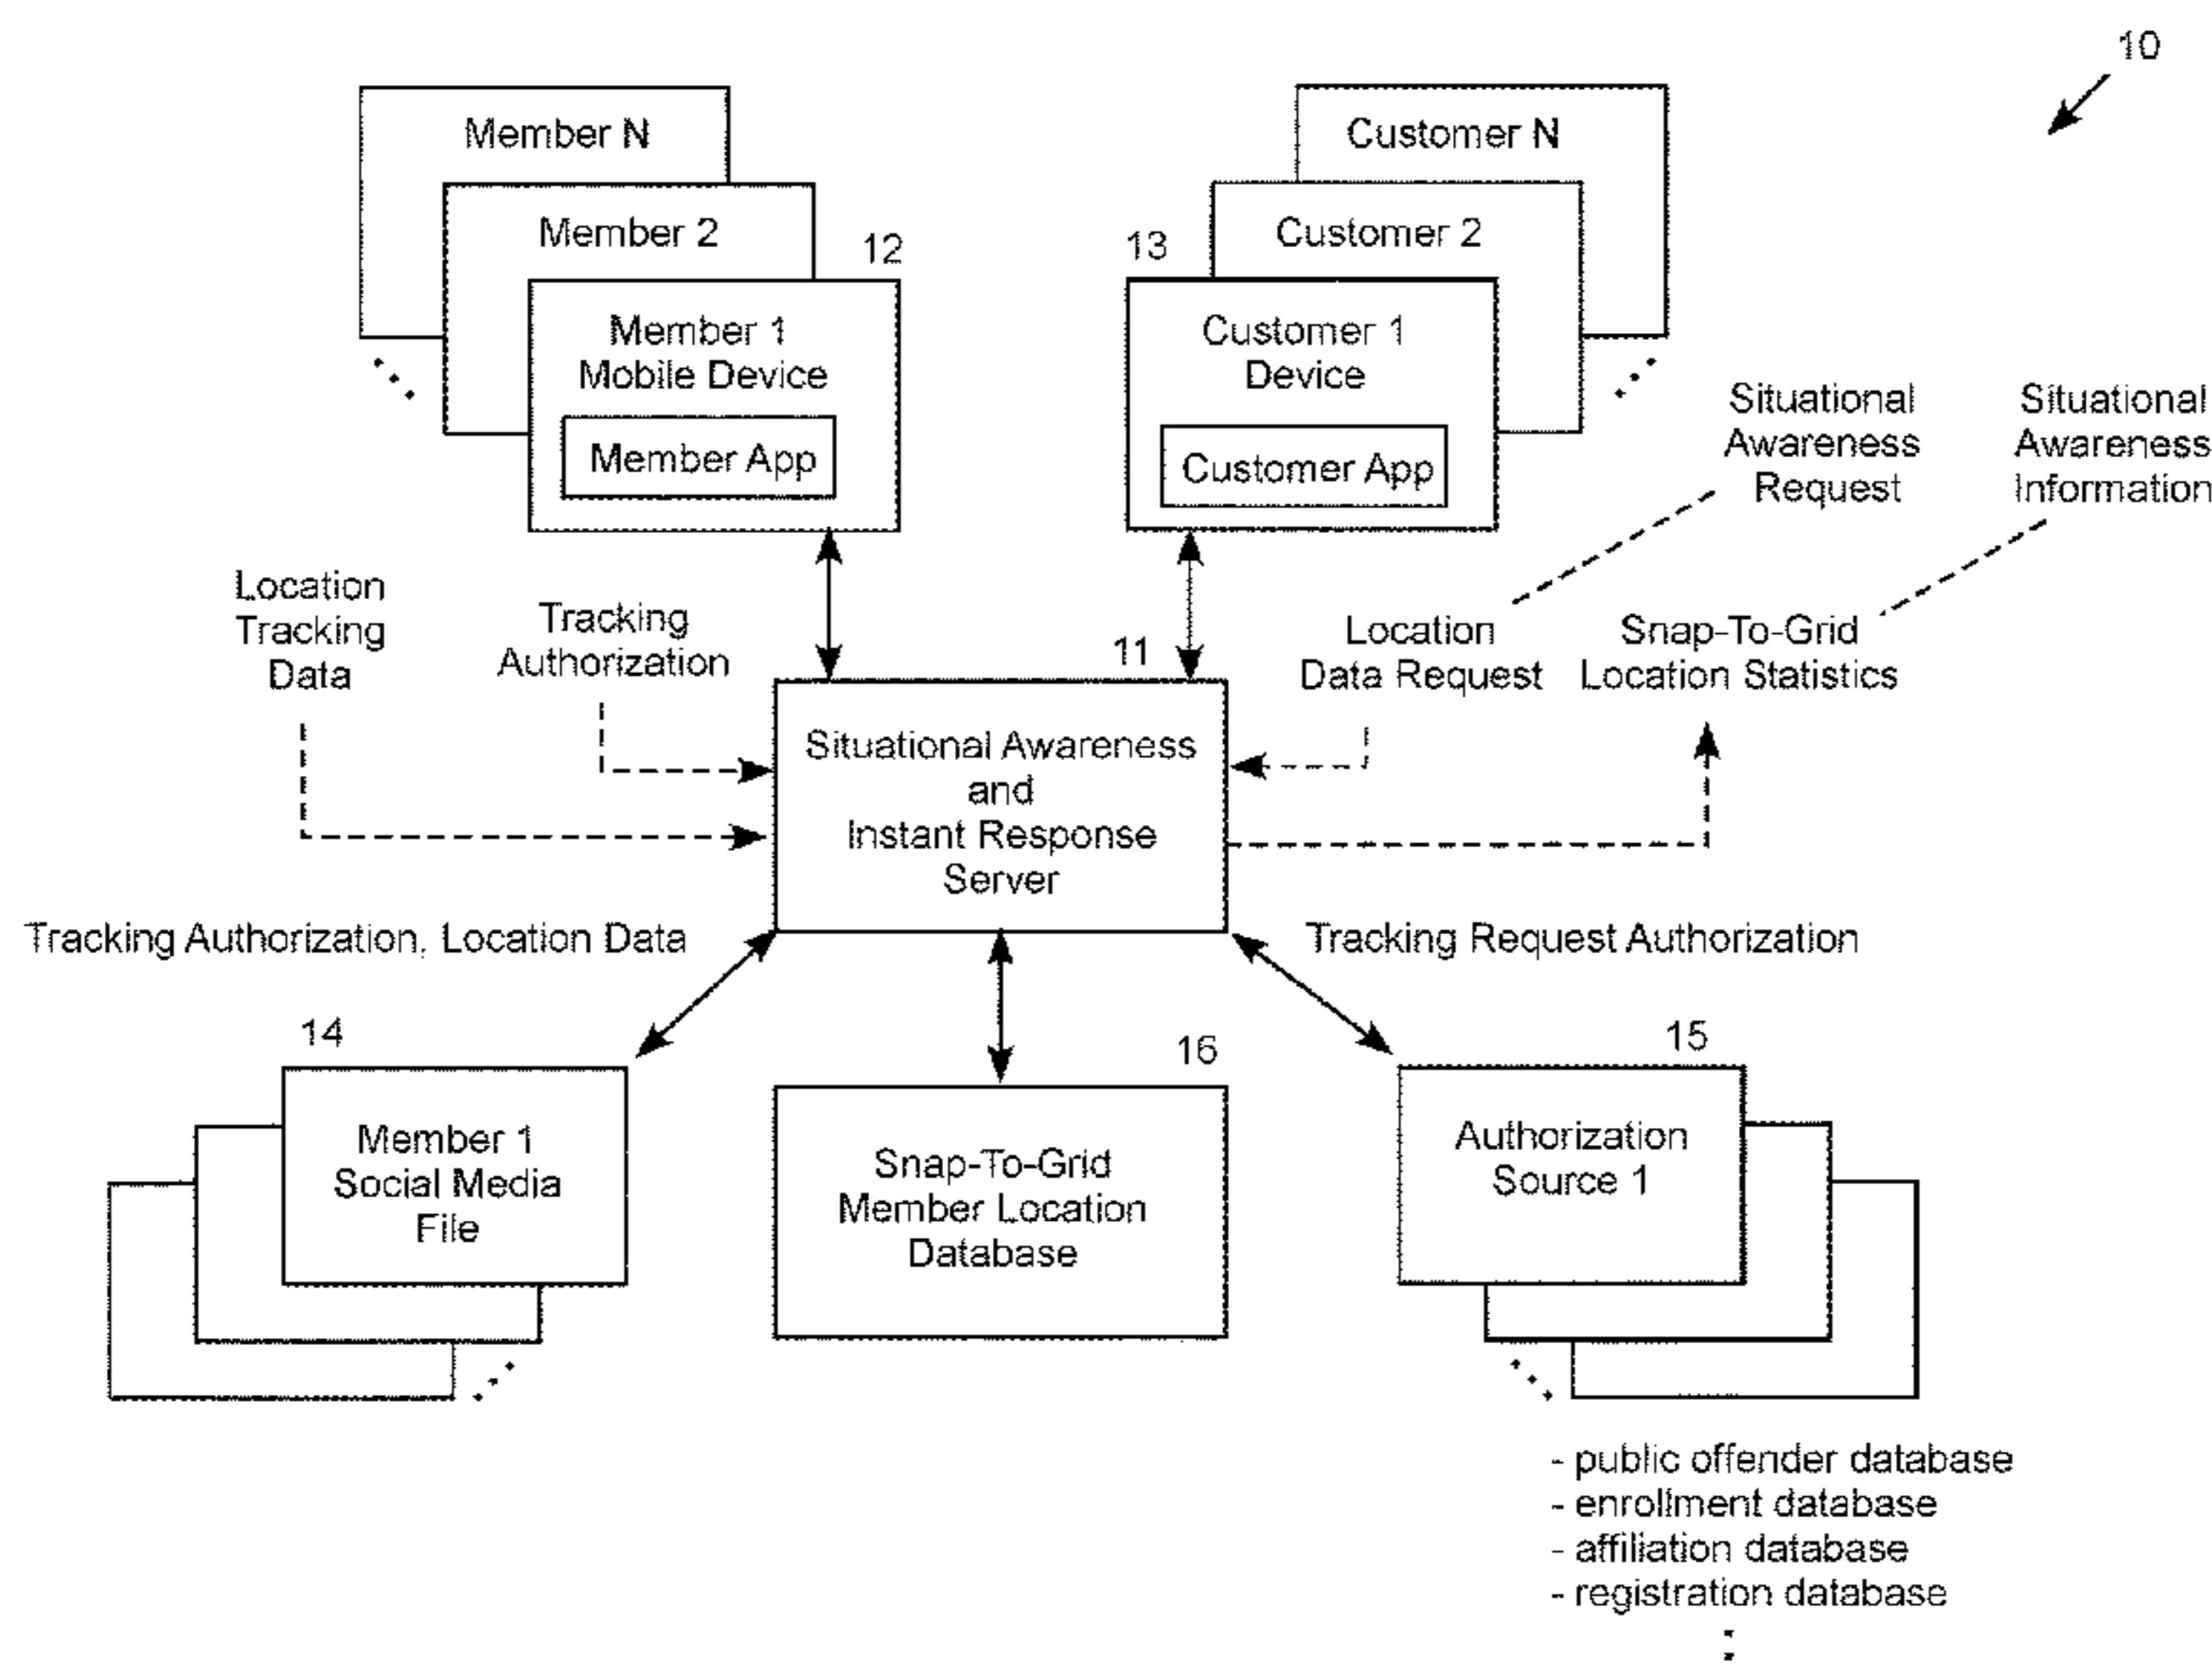 10
Member N
Customer N
Member 2
Customer 2
12
13
Member 1
Mobile Device
Member App
Customer 1
Device
Customer App
Situational
Awareness
Request
Situational
Awareness
Information
Location
Tracking
Data
Tracking
Authorization
11
Location
Data Request
Snap-To-Grid
Location Statistics
Situational Awareness
and
Instant Response
Server
Tracking Authorization, Location Data
Tracking Request Authorization
14
16
15
Member 1
Social Media
File
Snap-To-Grid
Member Location
Database
Authorization
Source 1
- public offender database
- enrollment database
- affiliation database
- registration database